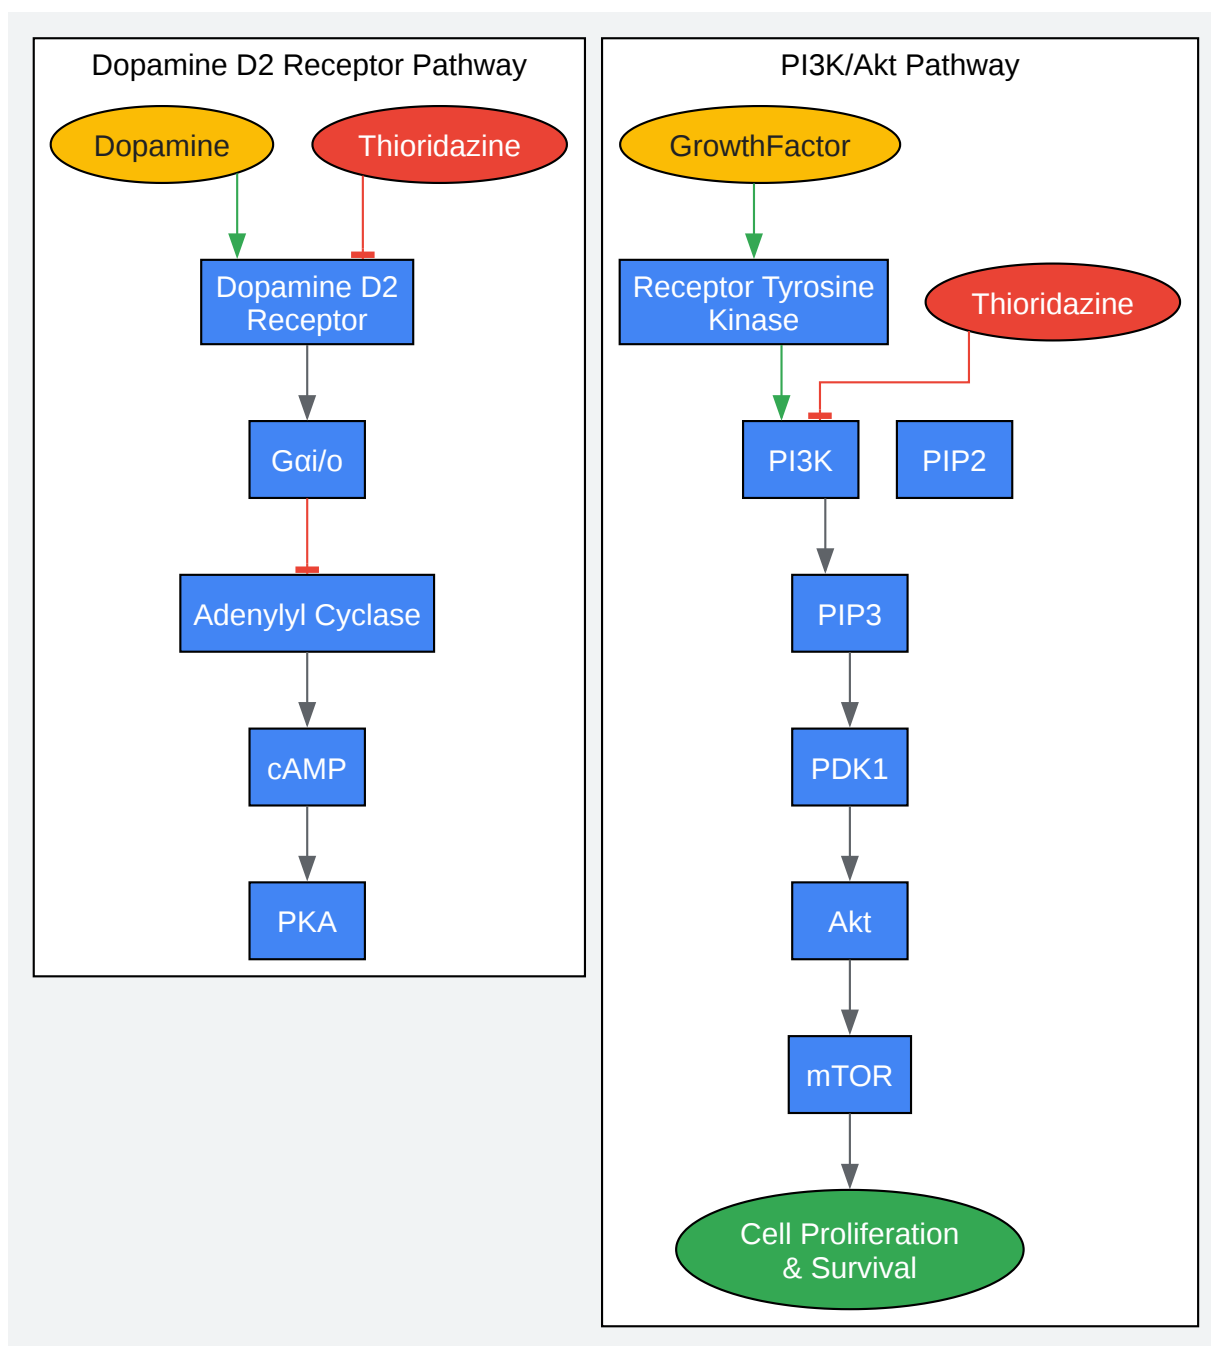 Dopamine D2 Receptor Pathway
Dopamine
Thioridazine
Dopamine D2
Receptor
Gαi/o
Adenylyl Cyclase
cAMP
PKA
PI3K/Akt Pathway
GrowthFactor
Receptor Tyrosine
Kinase
Thioridazine
PI3K
PIP2
PIP3
PDK1
Akt
mTOR
Cell Proliferation
& Survival